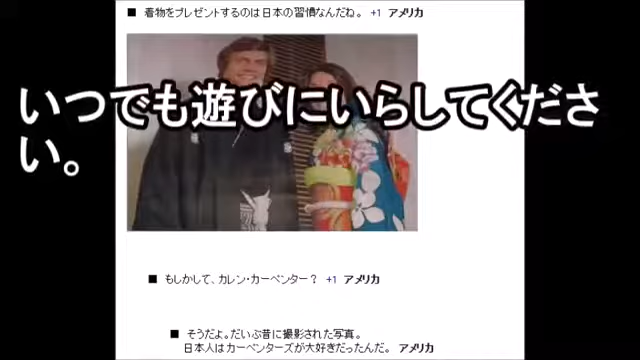 ■ 着物をプレゼントするのは日本の習慣なんだね。 +1 アメリカ
いつでも遊びにいらしてくださ
い。
■ もしかして、カレン・カーペンター？ +1 アメリカ
■ そうだよ。だいぶ昔に撮影された写真。
日本人はカーペンターズが大好きだったんだ。 アメリカ